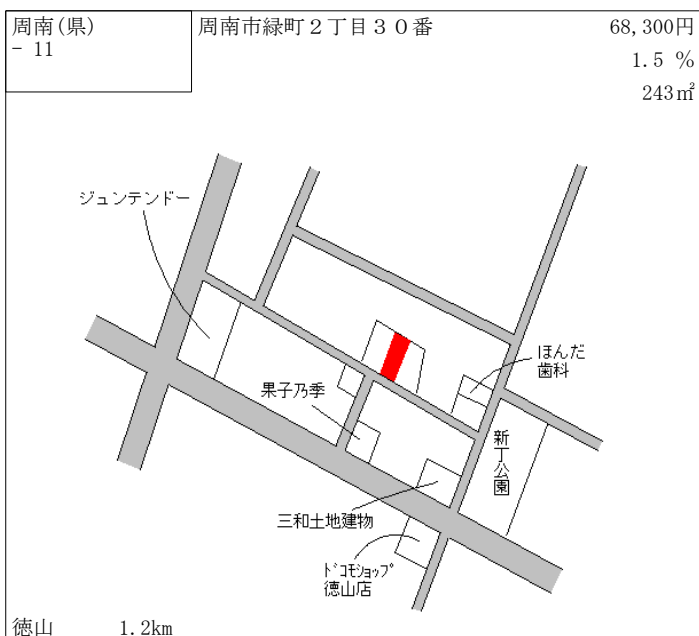 周南(県)
- 11
周南市緑町２丁目３０番
68,300円
1.5 %
243㎡
ジュンテンドー
ほんだ
歯科
果子乃季
新丁公園
三和土地建物
ﾄﾞｺﾓｼｮｯﾌﾟ
徳山店
徳山 1.2km